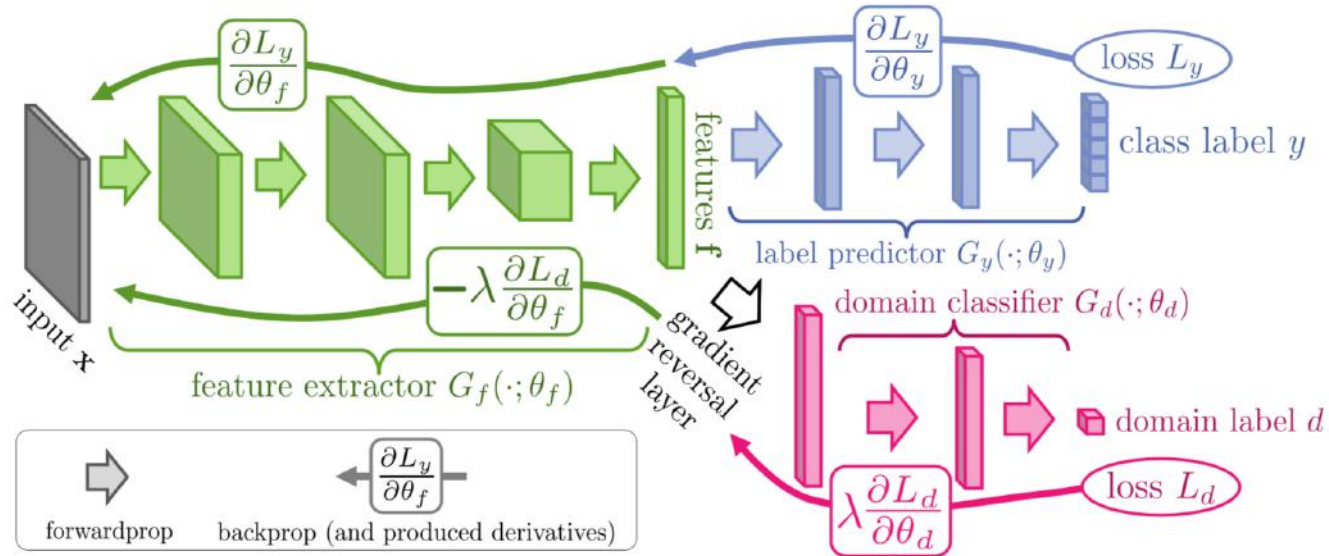 ∂L_y/∂θ_f
∂L_y/∂θ_y
loss L_y
features f
class label y
label predictor G_y(·; θ_y)
−λ ∂L_d/∂θ_f
input x
feature extractor G_f(·; θ_f)
gradient
reversal
layer
domain classifier G_d(·; θ_d)
domain label d
λ ∂L_d/∂θ_d
loss L_d
∂L_y/∂θ_f
forwardprop
backprop (and produced derivatives)